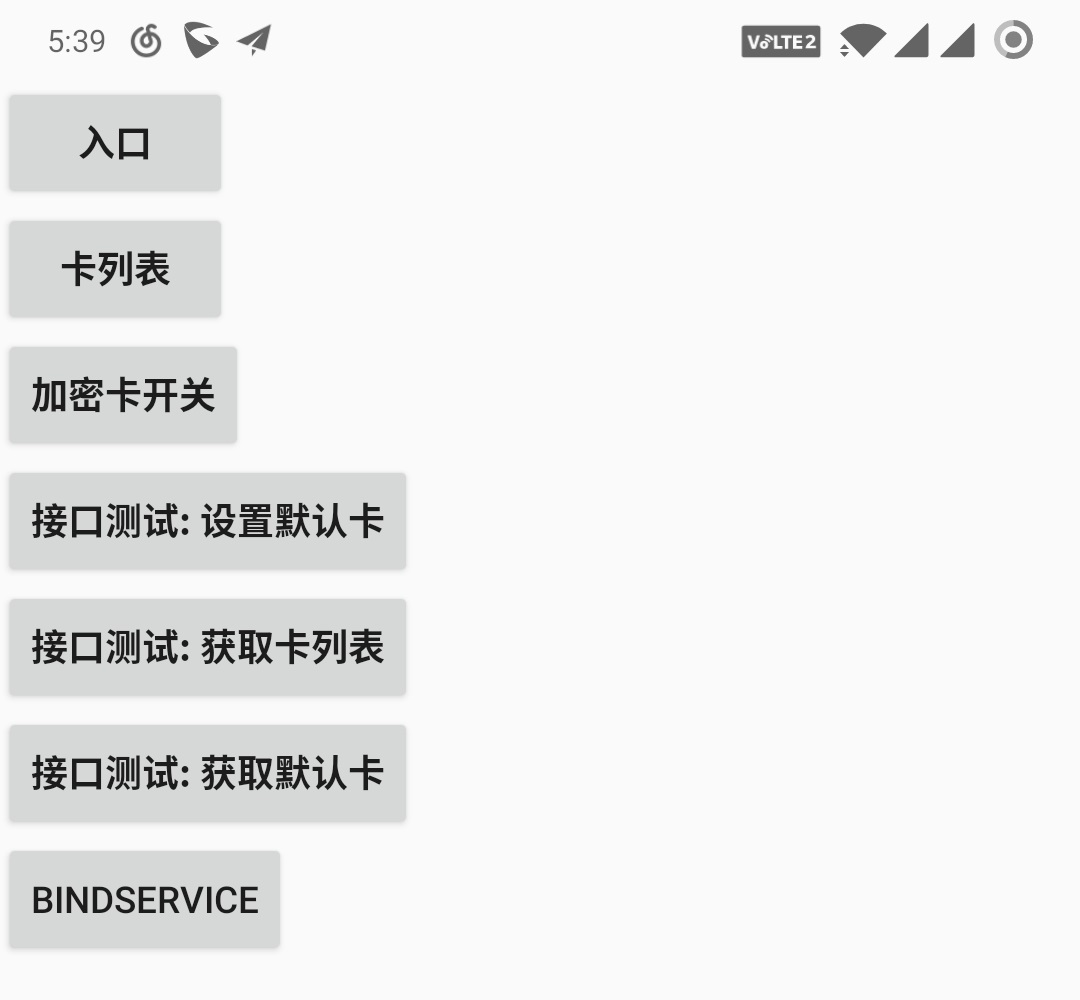 5:39
VoLTE2
入口
卡列表
加密卡开关
接口测试: 设置默认卡
接口测试: 获取卡列表
接口测试: 获取默认卡
BINDSERVICE